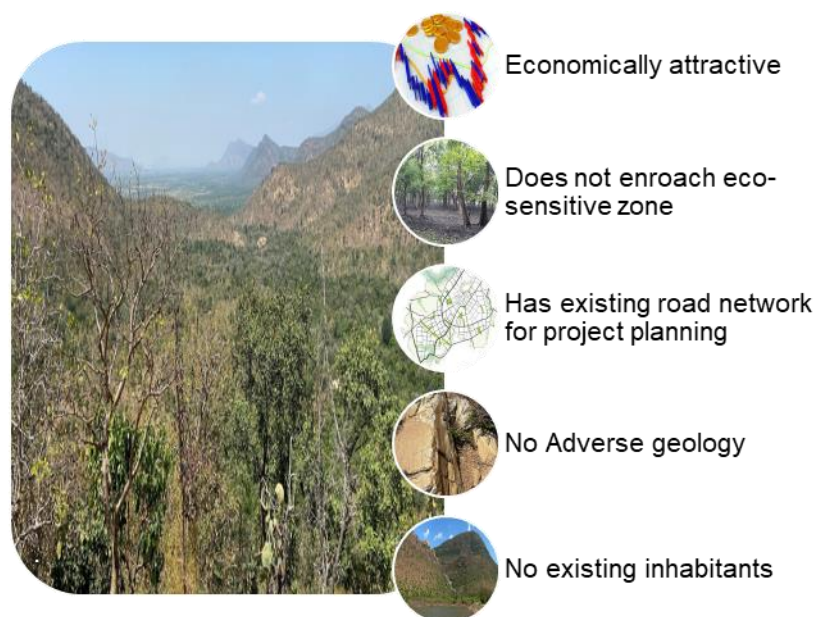 Economically attractive
Does not enroach eco-
sensitive zone
Has existing road network
for project planning
No Adverse geology
No existing inhabitants